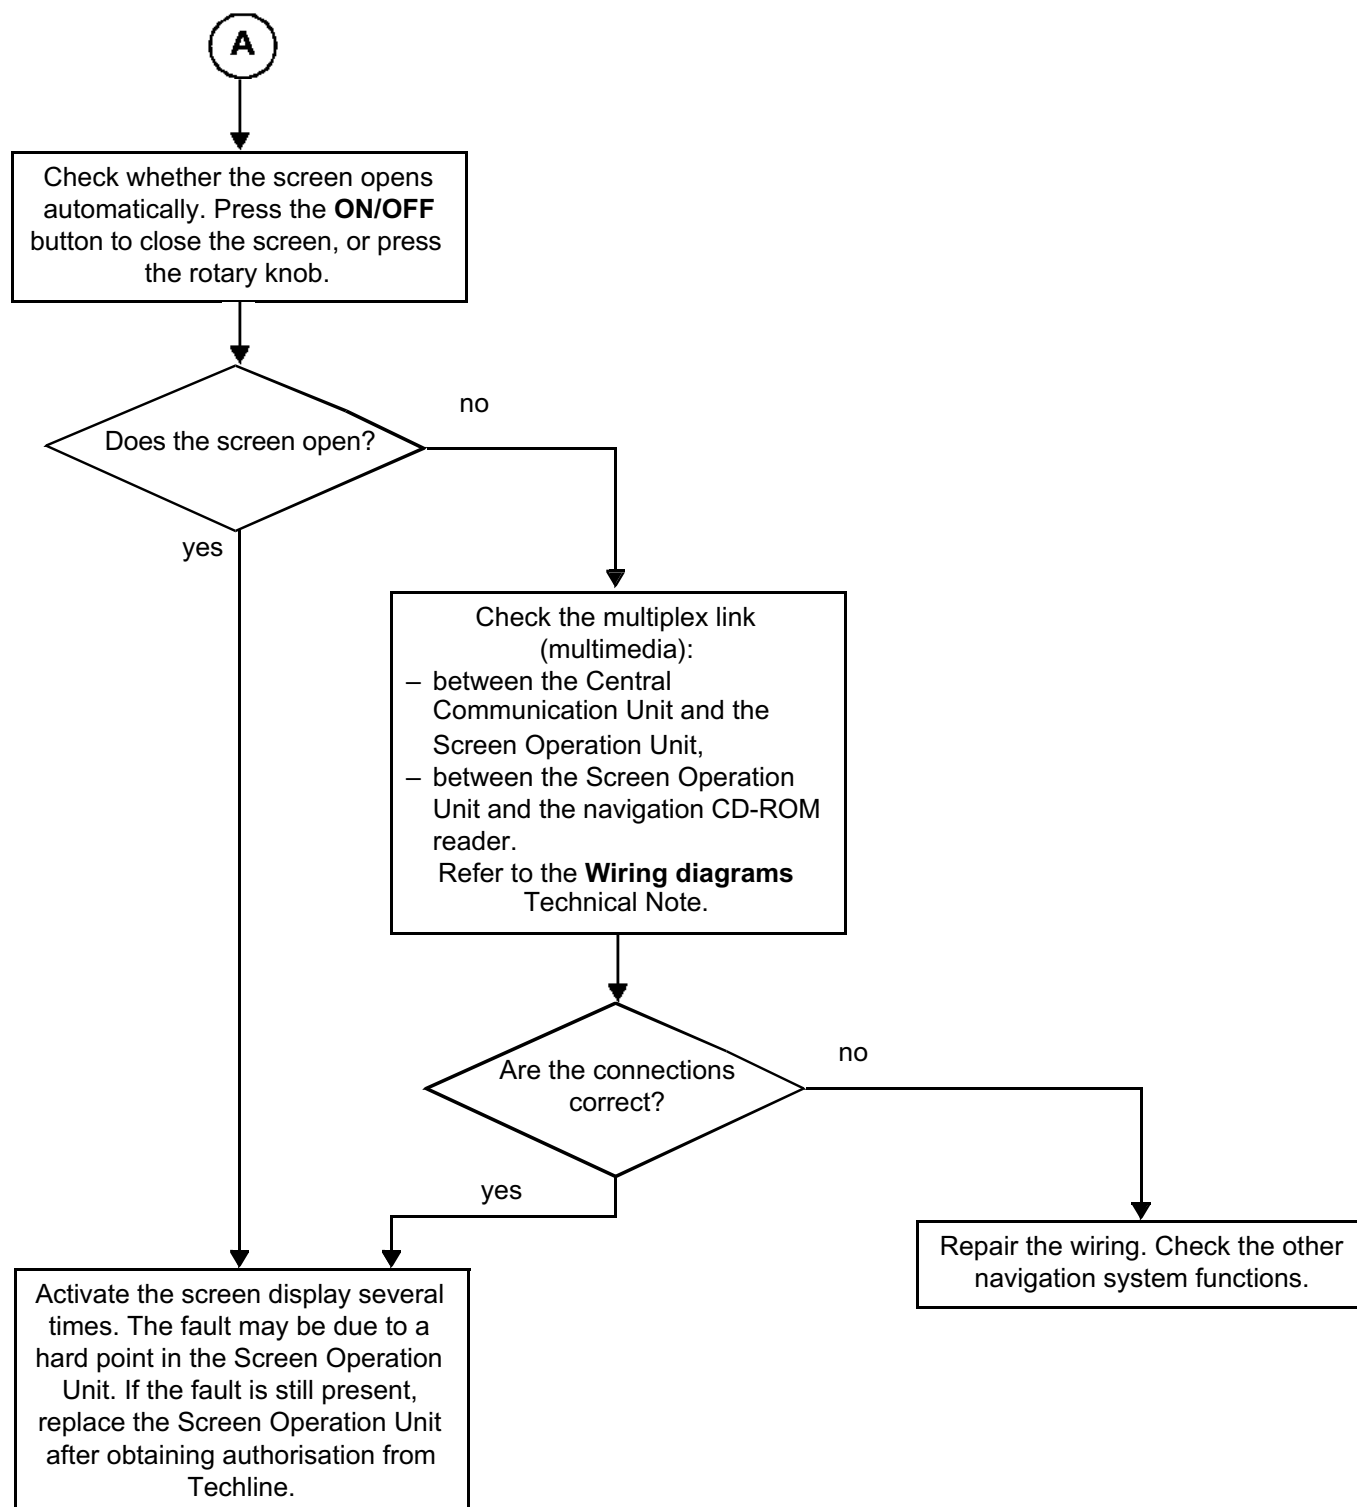 A
Check whether the screen opens
automatically. Press the ON/OFF
button to close the screen, or press
the rotary knob.
no
Does the screen open?
yes
Check the multiplex link
(multimedia):
– between the Central
Communication Unit and the
Screen Operation Unit,
– between the Screen Operation
Unit and the navigation CD-ROM
reader.
Refer to the Wiring diagrams
Technical Note.
no
Are the connections
correct?
yes
Repair the wiring. Check the other
navigation system functions.
Activate the screen display several
times. The fault may be due to a
hard point in the Screen Operation
Unit. If the fault is still present,
replace the Screen Operation Unit
after obtaining authorisation from
Techline.